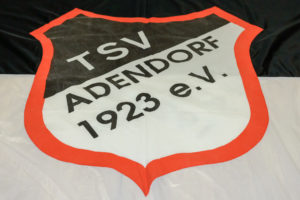 TSV
ADENDORF
1923 e.V.